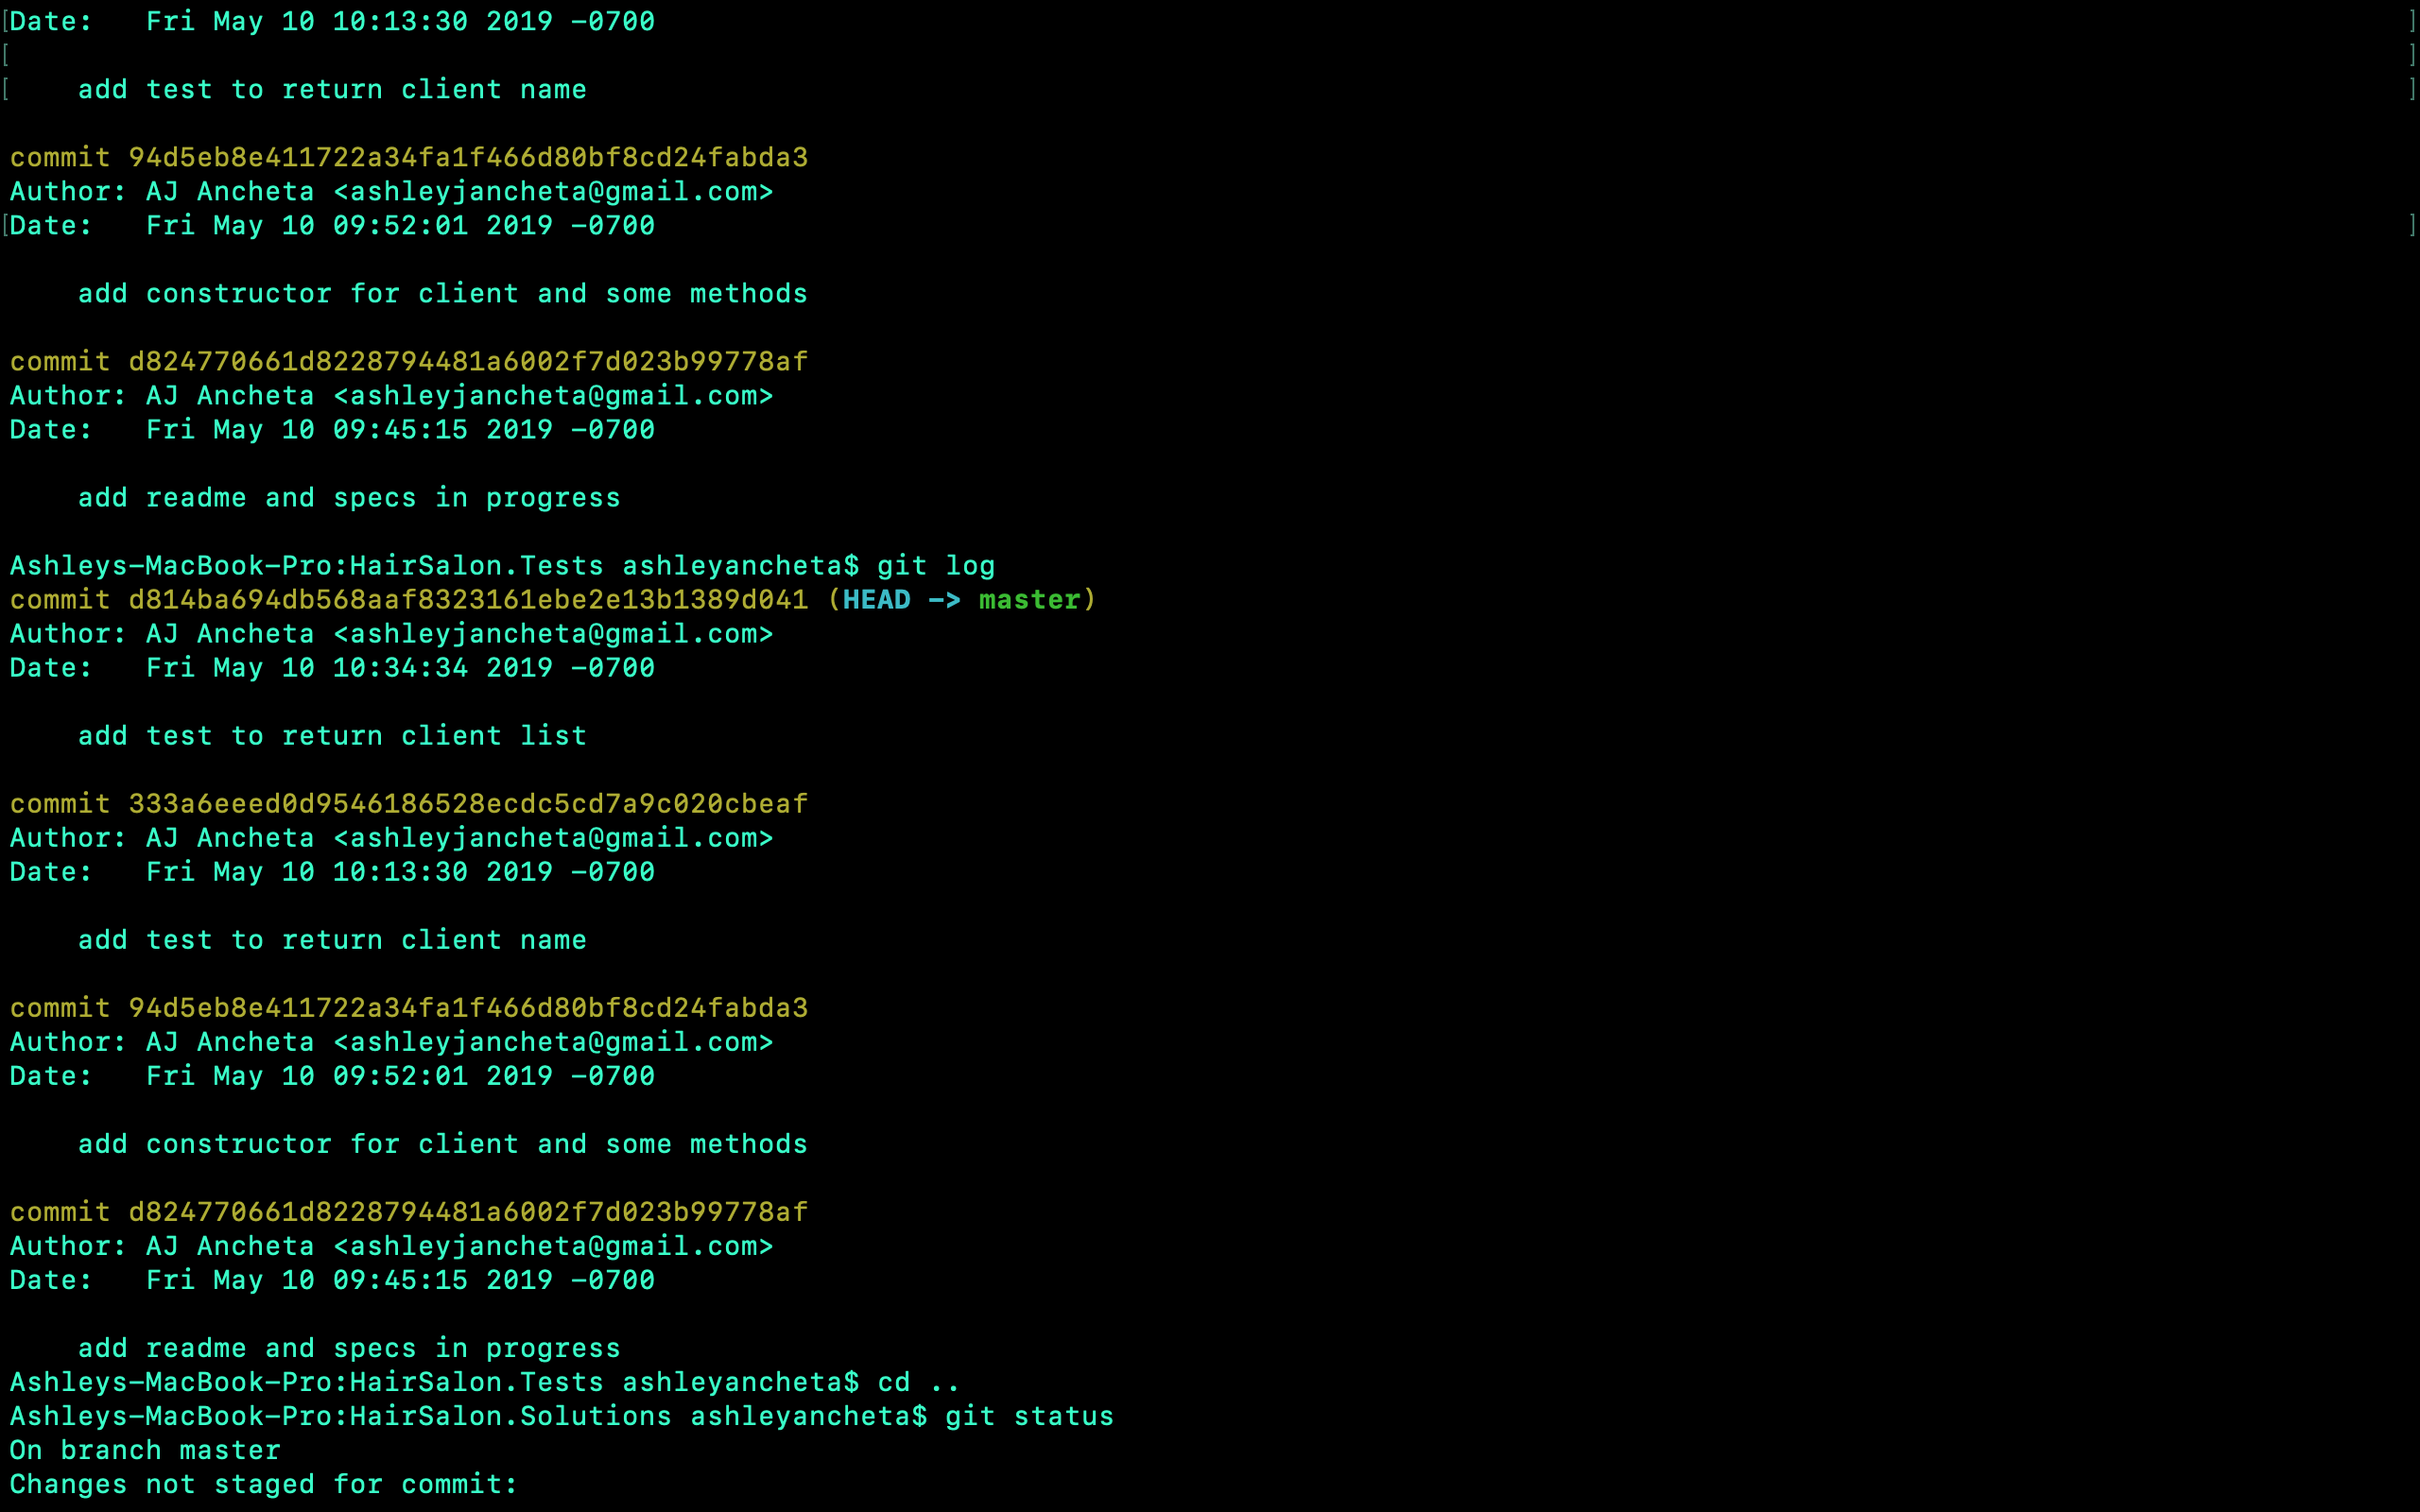 [Date:   Fri May 10 10:13:30 2019 -0700 ]
[ ]
[    add test to return client name ]
commit 94d5eb8e411722a34fa1f466d80bf8cd24fabda3
Author: AJ Ancheta <ashleyjancheta@gmail.com>
[Date:   Fri May 10 09:52:01 2019 -0700 ]
    add constructor for client and some methods
commit d824770661d8228794481a6002f7d023b99778af
Author: AJ Ancheta <ashleyjancheta@gmail.com>
Date:   Fri May 10 09:45:15 2019 -0700
    add readme and specs in progress
Ashleys-MacBook-Pro:HairSalon.Tests ashleyancheta$ git log
commit d814ba694db568aaf8323161ebe2e13b1389d041 (HEAD -> master)
Author: AJ Ancheta <ashleyjancheta@gmail.com>
Date:   Fri May 10 10:34:34 2019 -0700
    add test to return client list
commit 333a6eeed0d9546186528ecdc5cd7a9c020cbeaf
Author: AJ Ancheta <ashleyjancheta@gmail.com>
Date:   Fri May 10 10:13:30 2019 -0700
    add test to return client name
commit 94d5eb8e411722a34fa1f466d80bf8cd24fabda3
Author: AJ Ancheta <ashleyjancheta@gmail.com>
Date:   Fri May 10 09:52:01 2019 -0700
    add constructor for client and some methods
commit d824770661d8228794481a6002f7d023b99778af
Author: AJ Ancheta <ashleyjancheta@gmail.com>
Date:   Fri May 10 09:45:15 2019 -0700
    add readme and specs in progress
Ashleys-MacBook-Pro:HairSalon.Tests ashleyancheta$ cd ..
Ashleys-MacBook-Pro:HairSalon.Solutions ashleyancheta$ git status
On branch master
Changes not staged for commit: